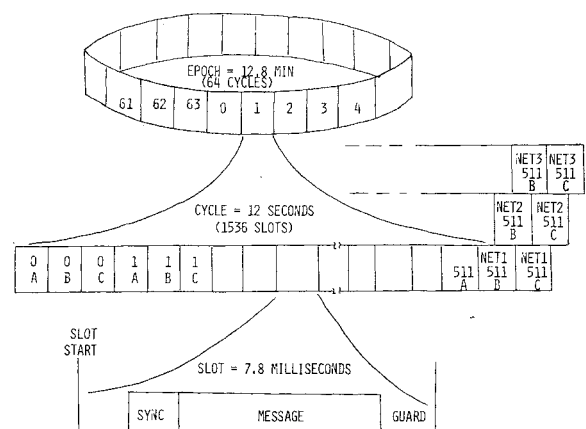 EPOCH = 12.8 MIN
(64 CYCLES)
61 62 63 0 1 2 3 4
NET3 NET3
511 511
B C
CYCLE = 12 SECONDS
(1536 SLOTS)
NET2 NET2
511 511
B C
0 0 0 1 1 1
A B C A B C
511
A
NET1 NET1
511 511
B C
SLOT
START
SLOT = 7.8 MILLISECONDS
SYNC MESSAGE GUARD